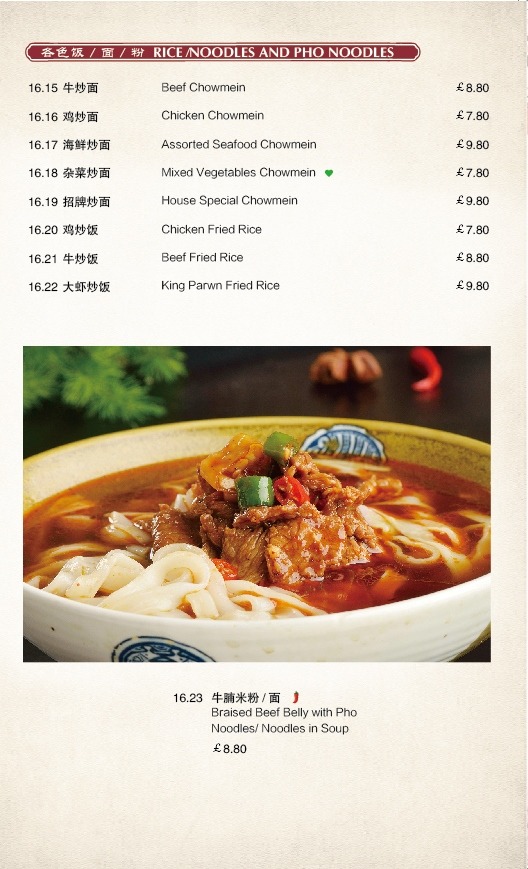 各色饭 / 面 / 粉 RICE /NOODLES AND PHO NOODLES
16.15 牛炒面 Beef Chowmein £8.80
16.16 鸡炒面 Chicken Chowmein £7.80
16.17 海鲜炒面 Assorted Seafood Chowmein £9.80
16.18 杂菜炒面 Mixed Vegetables Chowmein £7.80
16.19 招牌炒面 House Special Chowmein £9.80
16.20 鸡炒饭 Chicken Fried Rice £7.80
16.21 牛炒饭 Beef Fried Rice £8.80
16.22 大虾炒饭 King Parwn Fried Rice £9.80
16.23 牛腩米粉 / 面
Braised Beef Belly with Pho
Noodles/ Noodles in Soup
£8.80